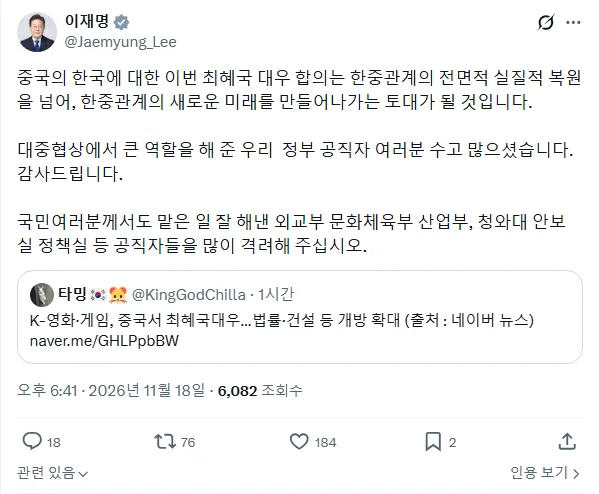 이재명
@Jaemyung_Lee
중국의 한국에 대한 이번 최혜국 대우 합의는 한중관계의 전면적 실질적 복원
을 넘어, 한중관계의 새로운 미래를 만들어나가는 토대가 될 것입니다.
대중협상에서 큰 역할을 해 준 우리  정부 공직자 여러분 수고 많으셨습니다.
감사드립니다.
국민여러분께서도 맡은 일 잘 해낸 외교부 문화체육부 산업부, 청와대 안보
실 정책실 등 공직자들을 많이 격려해 주십시오.
타밍🇰🇷🐹 @KingGodChilla · 1시간
K-영화·게임, 중국서 최혜국대우...법률·건설 등 개방 확대 (출처 : 네이버 뉴스)
naver.me/GHLPpbBW
오후 6:41 · 2026년 11월 18일 · 6,082 조회수
18 76 184 2
관련 있음 인용 보기